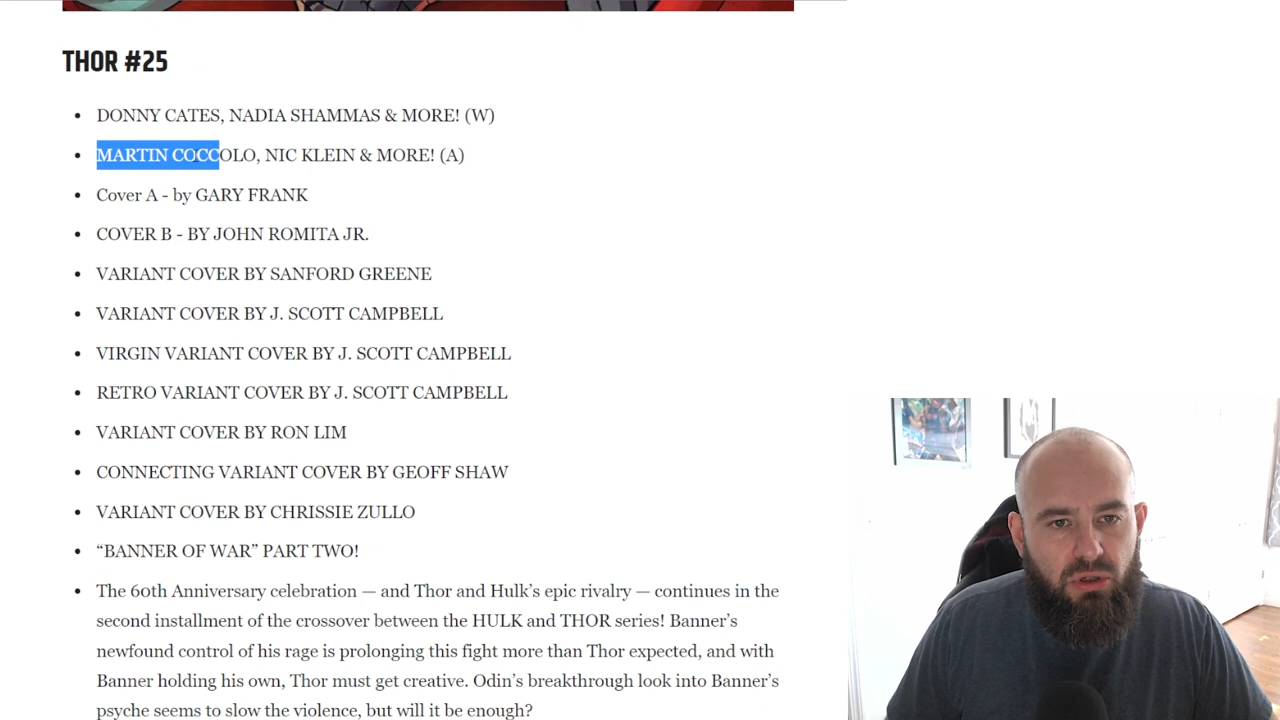 THOR #25
DONNY CATES, NADIA SHAMMAS & MORE! (W)
MARTIN COCCOLO, NIC KLEIN & MORE! (A)
Cover A - by GARY FRANK
COVER B - BY JOHN ROMITA JR.
VARIANT COVER BY SANFORD GREENE
VARIANT COVER BY J. SCOTT CAMPBELL
VIRGIN VARIANT COVER BY J. SCOTT CAMPBELL
RETRO VARIANT COVER BY J. SCOTT CAMPBELL
VARIANT COVER BY RON LIM
CONNECTING VARIANT COVER BY GEOFF SHAW
VARIANT COVER BY CHRISSIE ZULLO
“BANNER OF WAR” PART TWO!
The 60th Anniversary celebration — and Thor and Hulk’s epic rivalry — continues in the
second installment of the crossover between the HULK and THOR series! Banner’s
newfound control of his rage is prolonging this fight more than Thor expected, and with
Banner holding his own, Thor must get creative. Odin’s breakthrough look into Banner’s
psyche seems to slow the violence, but will it be enough?